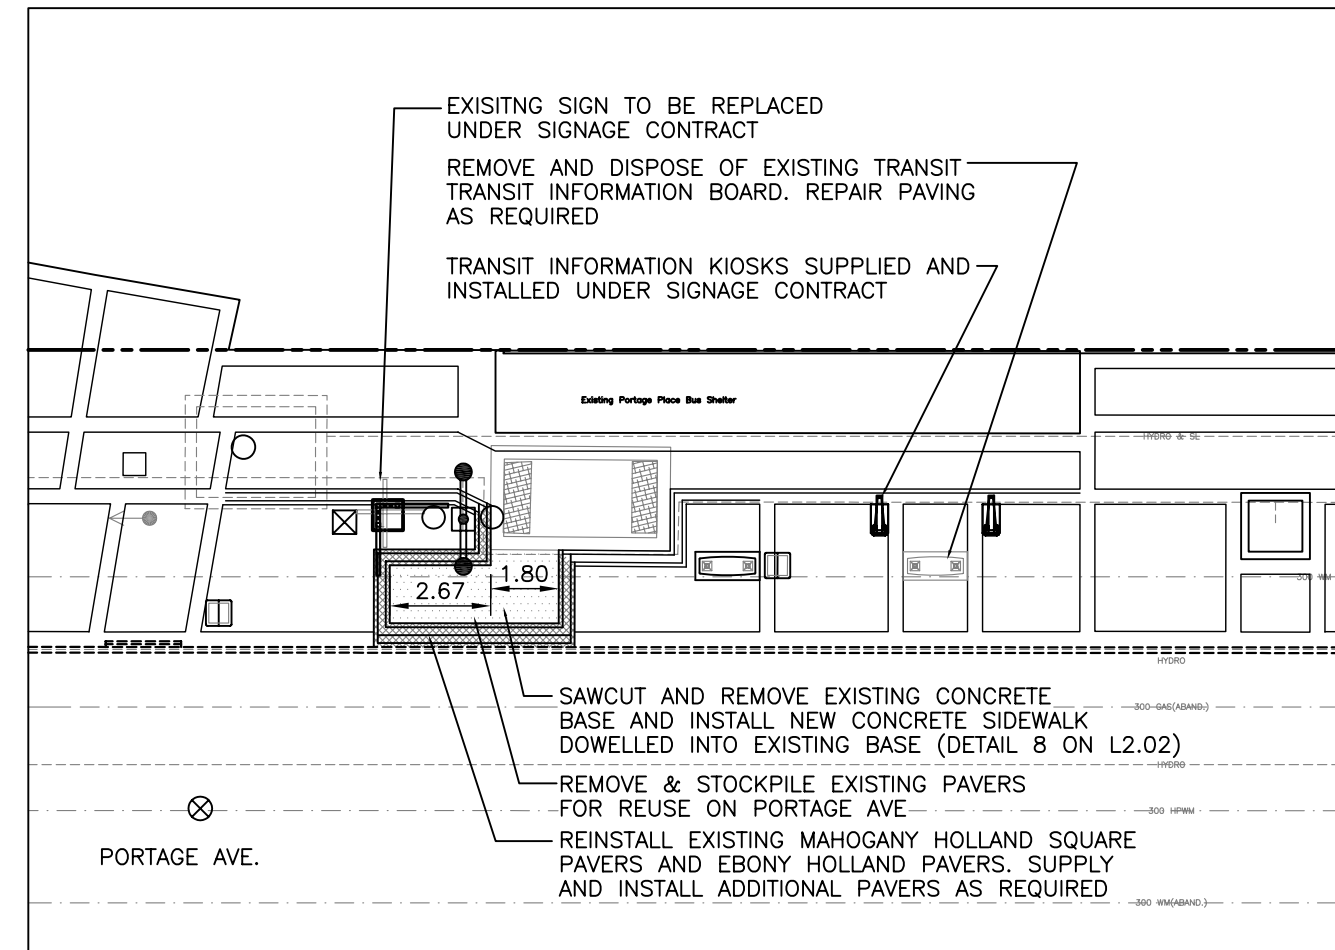 EXISITNG SIGN TO BE REPLACED
UNDER SIGNAGE CONTRACT
REMOVE AND DISPOSE OF EXISTING TRANSIT
TRANSIT INFORMATION BOARD. REPAIR PAVING
AS REQUIRED
TRANSIT INFORMATION KIOSKS SUPPLIED AND
INSTALLED UNDER SIGNAGE CONTRACT
Existing Portage Place Bus Shelter
HYDRO & SL
1.80
2.67
300 WM
HYDRO
SAWCUT AND REMOVE EXISTING CONCRETE
BASE AND INSTALL NEW CONCRETE SIDEWALK
DOWELLED INTO EXISTING BASE (DETAIL 8 ON L2.02)
300 GAS(ABAND.)
HYDRO
REMOVE & STOCKPILE EXISTING PAVERS
FOR REUSE ON PORTAGE AVE
300 HPWM
PORTAGE AVE.
REINSTALL EXISTING MAHOGANY HOLLAND SQUARE
PAVERS AND EBONY HOLLAND PAVERS. SUPPLY
AND INSTALL ADDITIONAL PAVERS AS REQUIRED
300 WM(ABAND.)